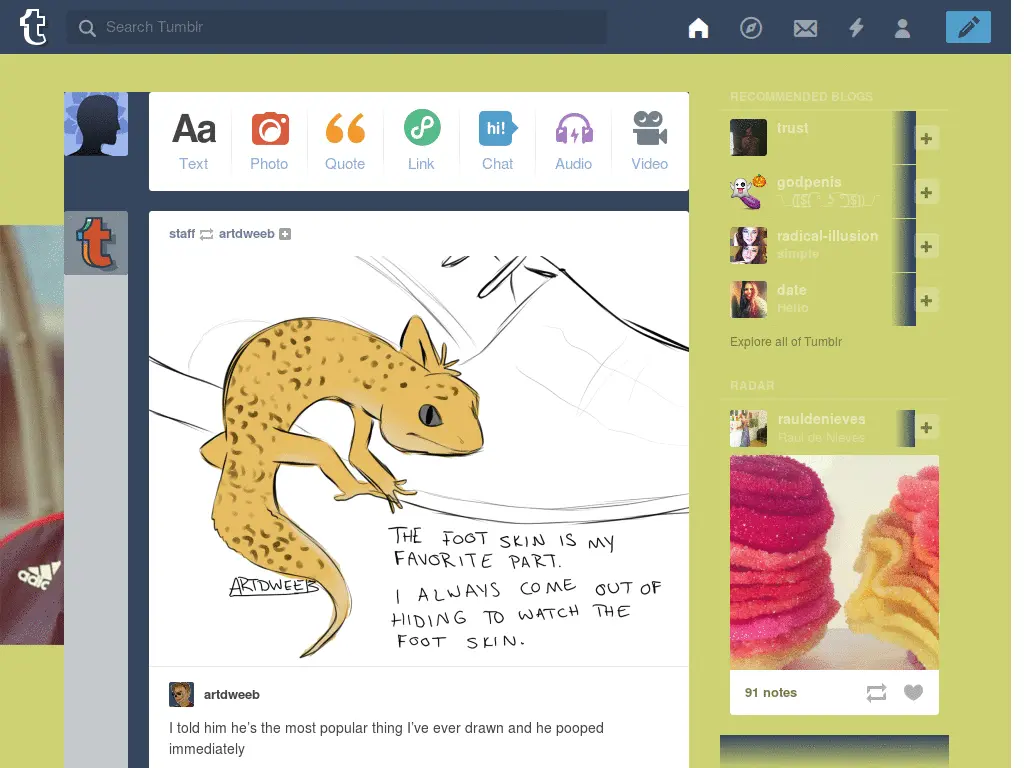 Search Tumblr
Aa
Text
Photo
Quote
Link
hi!
Chat
Audio
Video
staff artdweeb
THE FOOT SKIN IS MY
FAVORITE PART.
I ALWAYS COME OUT OF
HIDING TO WATCH THE
FOOT SKIN.
ARTDWEEB
artdweeb
I told him he's the most popular thing I've ever drawn and he pooped
immediately
RECOMMENDED BLOGS
trust
godpenis
radical-illusion
simple
date
Hello
Explore all of Tumblr
RADAR
rauldenieves
Raul de Nieves
91 notes